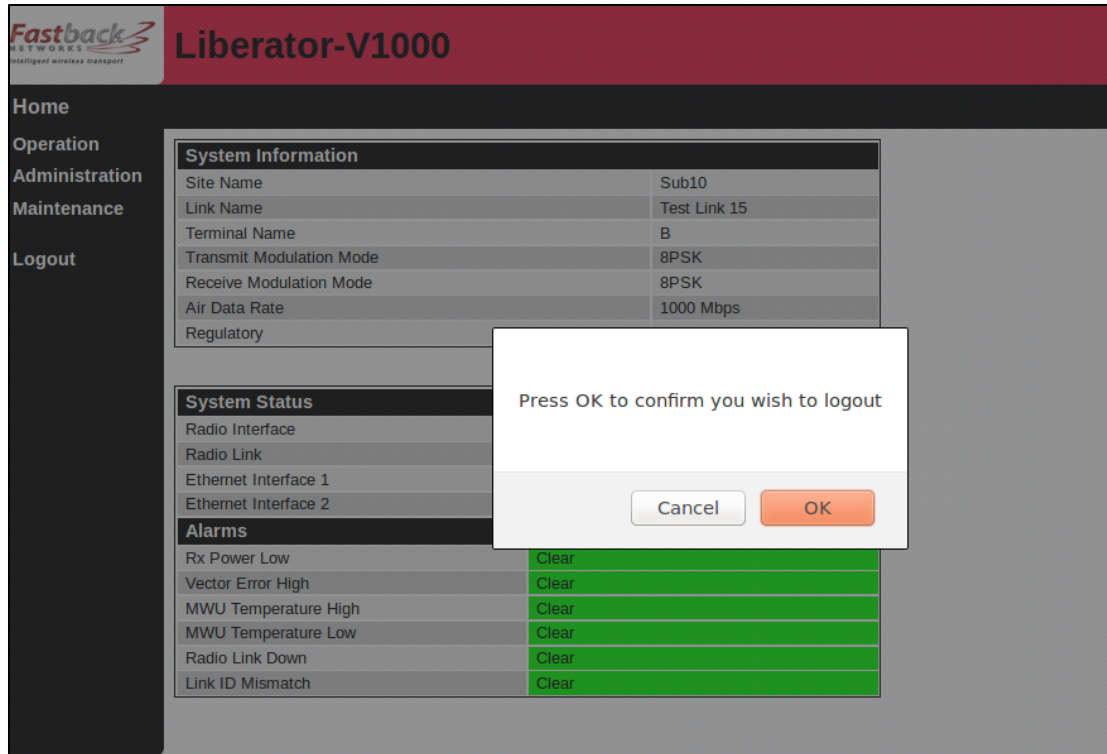 Fastback
NETWORKS
Intelligent wireless transport
Liberator-V1000
Home
Operation
Administration
Maintenance
Logout
System Information
Site Name Sub10
Link Name Test Link 15
Terminal Name B
Transmit Modulation Mode 8PSK
Receive Modulation Mode 8PSK
Air Data Rate 1000 Mbps
Regulatory
System Status
Radio Interface
Radio Link
Ethernet Interface 1
Ethernet Interface 2
Press OK to confirm you wish to logout
Cancel OK
Alarms
Rx Power Low Clear
Vector Error High Clear
MWU Temperature High Clear
MWU Temperature Low Clear
Radio Link Down Clear
Link ID Mismatch Clear